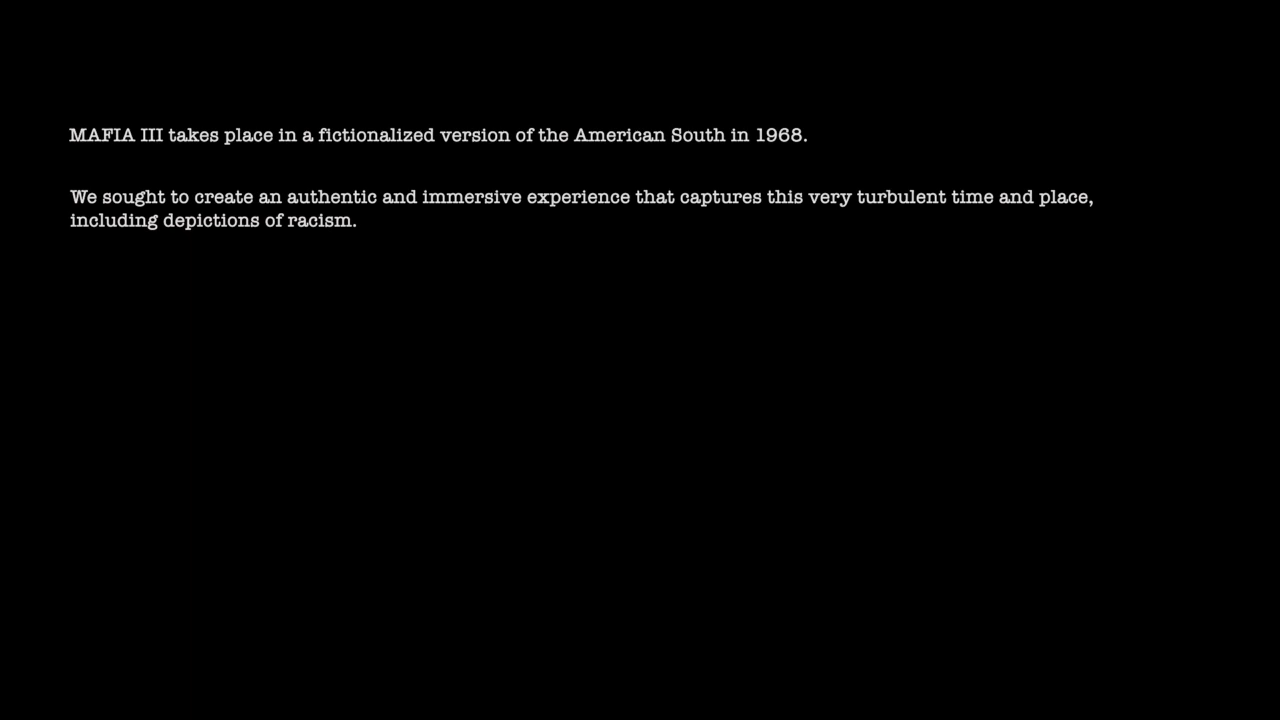 MAFIA III takes place in a fictionalized version of the American South in 1968.
We sought to create an authentic and immersive experience that captures this very turbulent time and place,
including depictions of racism.